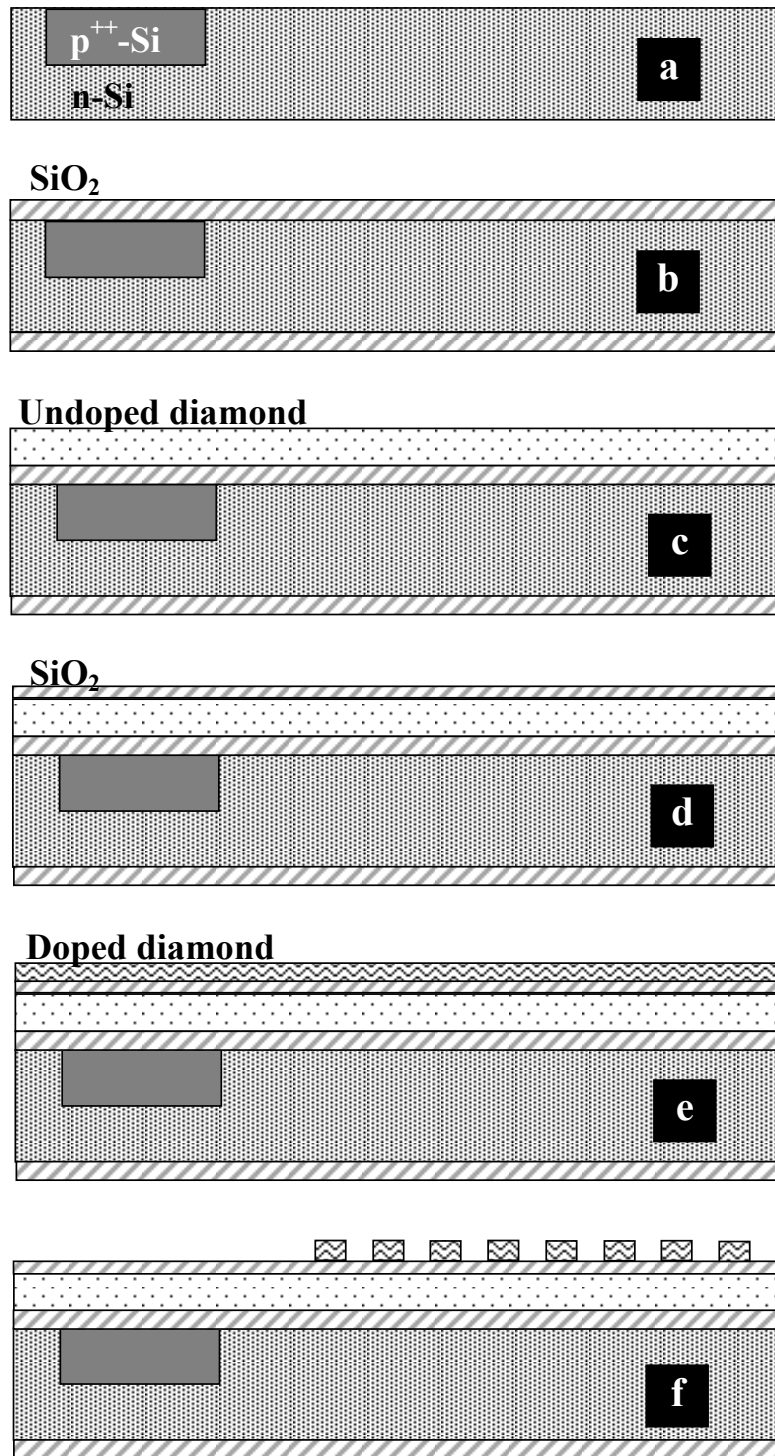 p++-Si
n-Si
a
SiO2
b
Undoped diamond
c
SiO2
d
Doped diamond
e
f